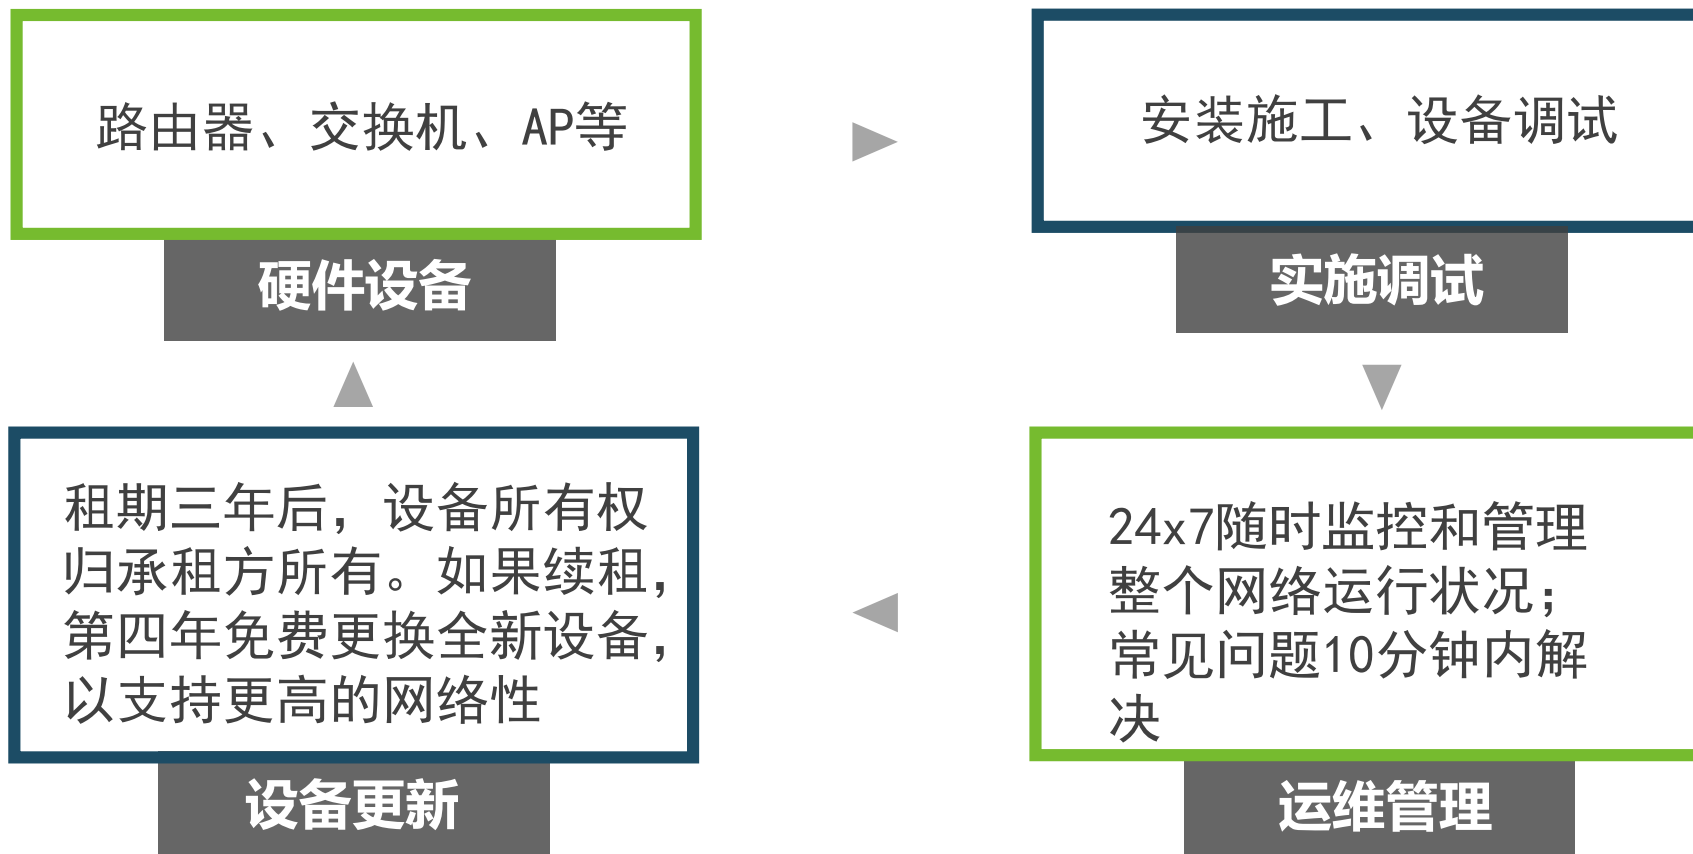 路由器、交换机、AP等
硬件设备
安装施工、设备调试
实施调试
24x7随时监控和管理
整个网络运行状况；
常见问题10分钟内解
决
运维管理
租期三年后，设备所有权
归承租方所有。如果续租，
第四年免费更换全新设备，
以支持更高的网络性
设备更新